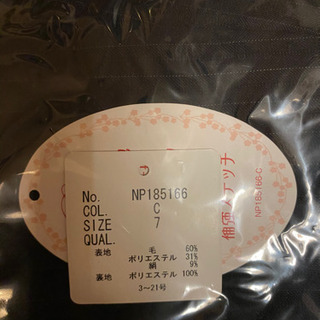 No. NP185166
COL. C
SIZE 7
QUAL.
表地 毛 60%
ポリエステル 31%
絹 9%
裏地 ポリエステル 100%
3~21号
NP185166-C